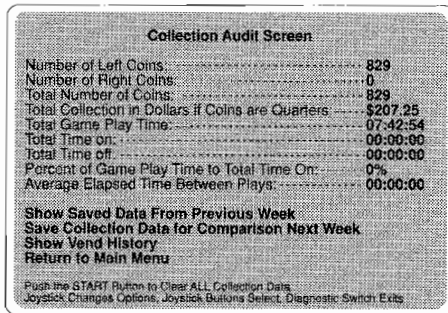 Collection Audit Screen
Number of Left Coins: 829
Number of Right Coins: 0
Total Number of Coins: 829
Total Collection in Dollars if Coins are Quarters $207.25
Total Game Play Time: 07:42:54
Total Time on: 00:00:00
Total Time off: 00:00:00
Percent of Game Play Time to Total Time On: 0%
Average Elapsed Time Between Plays: 00:00:00
Show Saved Data From Previous Week
Save Collection Data for Comparison Next Week
Show Vend History
Return to Main Menu
Push the START Button to Clear ALL Collection Data
Joystick Changes Options, Joystick Buttons Select, Diagnostic Switch Exits